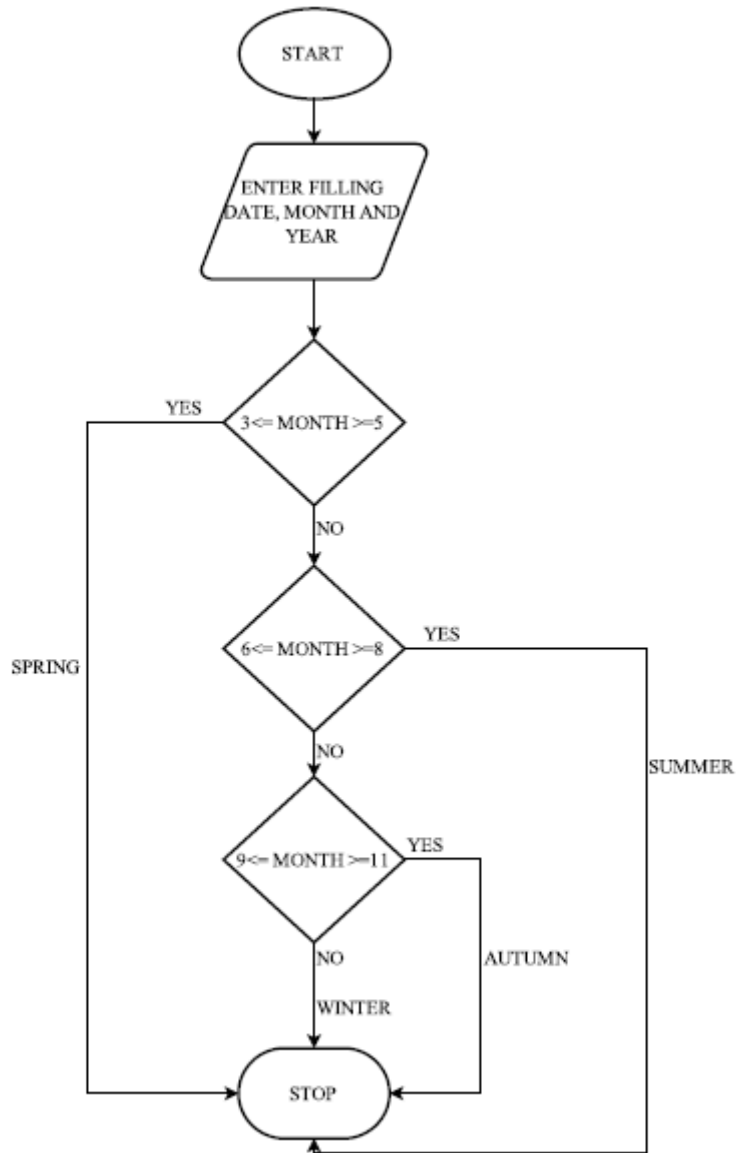 START
ENTER FILLING
DATE, MONTH AND
YEAR
YES
3<= MONTH >=5
NO
YES
6<= MONTH >=8
SPRING
NO
SUMMER
YES
9<= MONTH >=11
NO
AUTUMN
WINTER
STOP